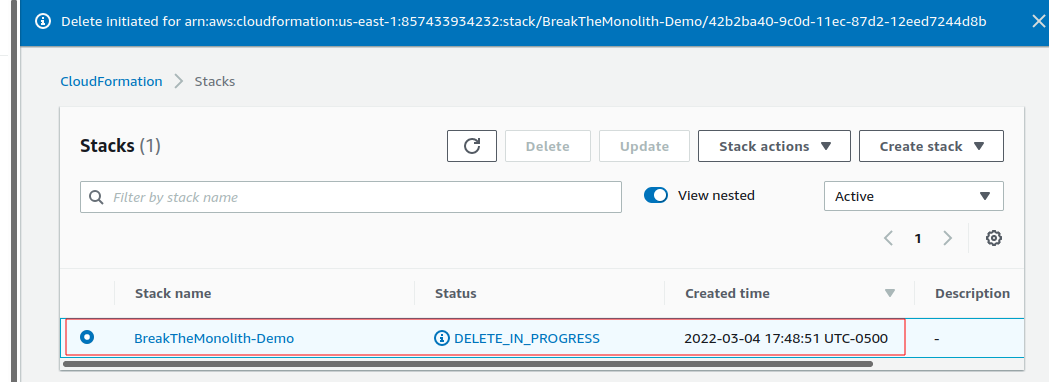 Delete initiated for arn:aws:cloudformation:us-east-1:857433934232:stack/BreakTheMonolith-Demo/42b2ba40-9c0d-11ec-87d2-12eed7244d8b
CloudFormation > Stacks
Stacks (1)
Delete
Update
Stack actions
Create stack
Filter by stack name
View nested
Active
1
Stack name Status Created time Description
BreakTheMonolith-Demo DELETE_IN_PROGRESS 2022-03-04 17:48:51 UTC-0500 -